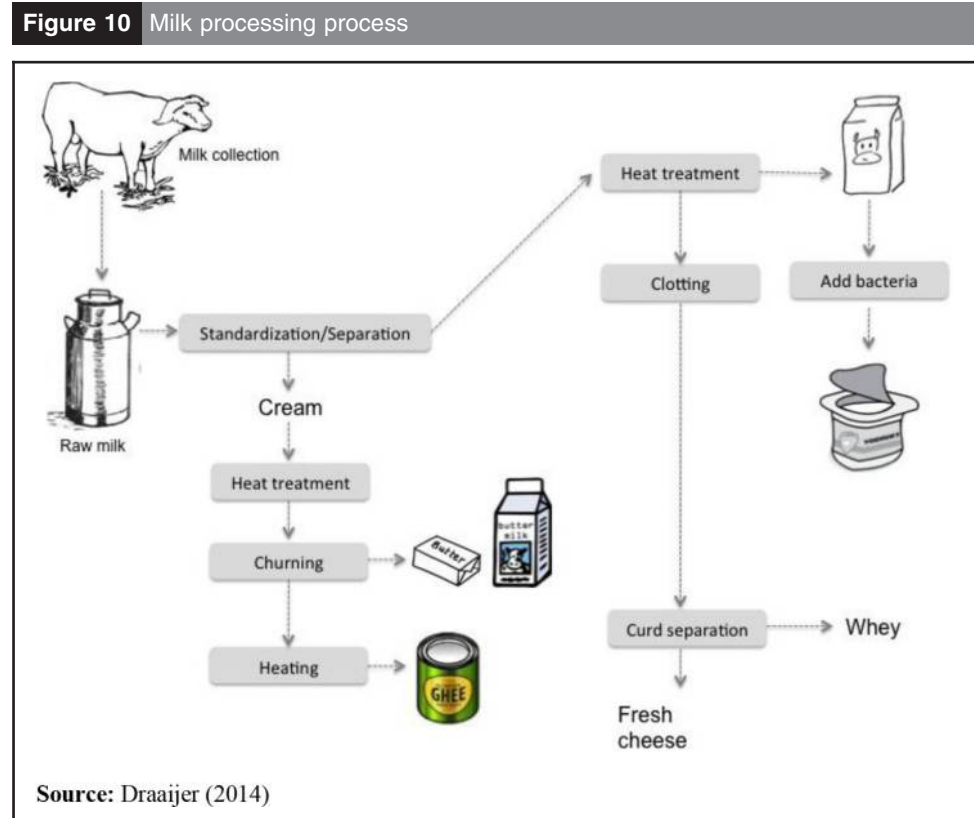 Figure 10 Milk processing process
Milk collection
Raw milk
Standardization/Separation
Cream
Heat treatment
Churning
Butter
butter
milk
Heating
GHEE
Heat treatment
Clotting
Add bacteria
Curd separation
Whey
Fresh
cheese
Source: Draaijer (2014)